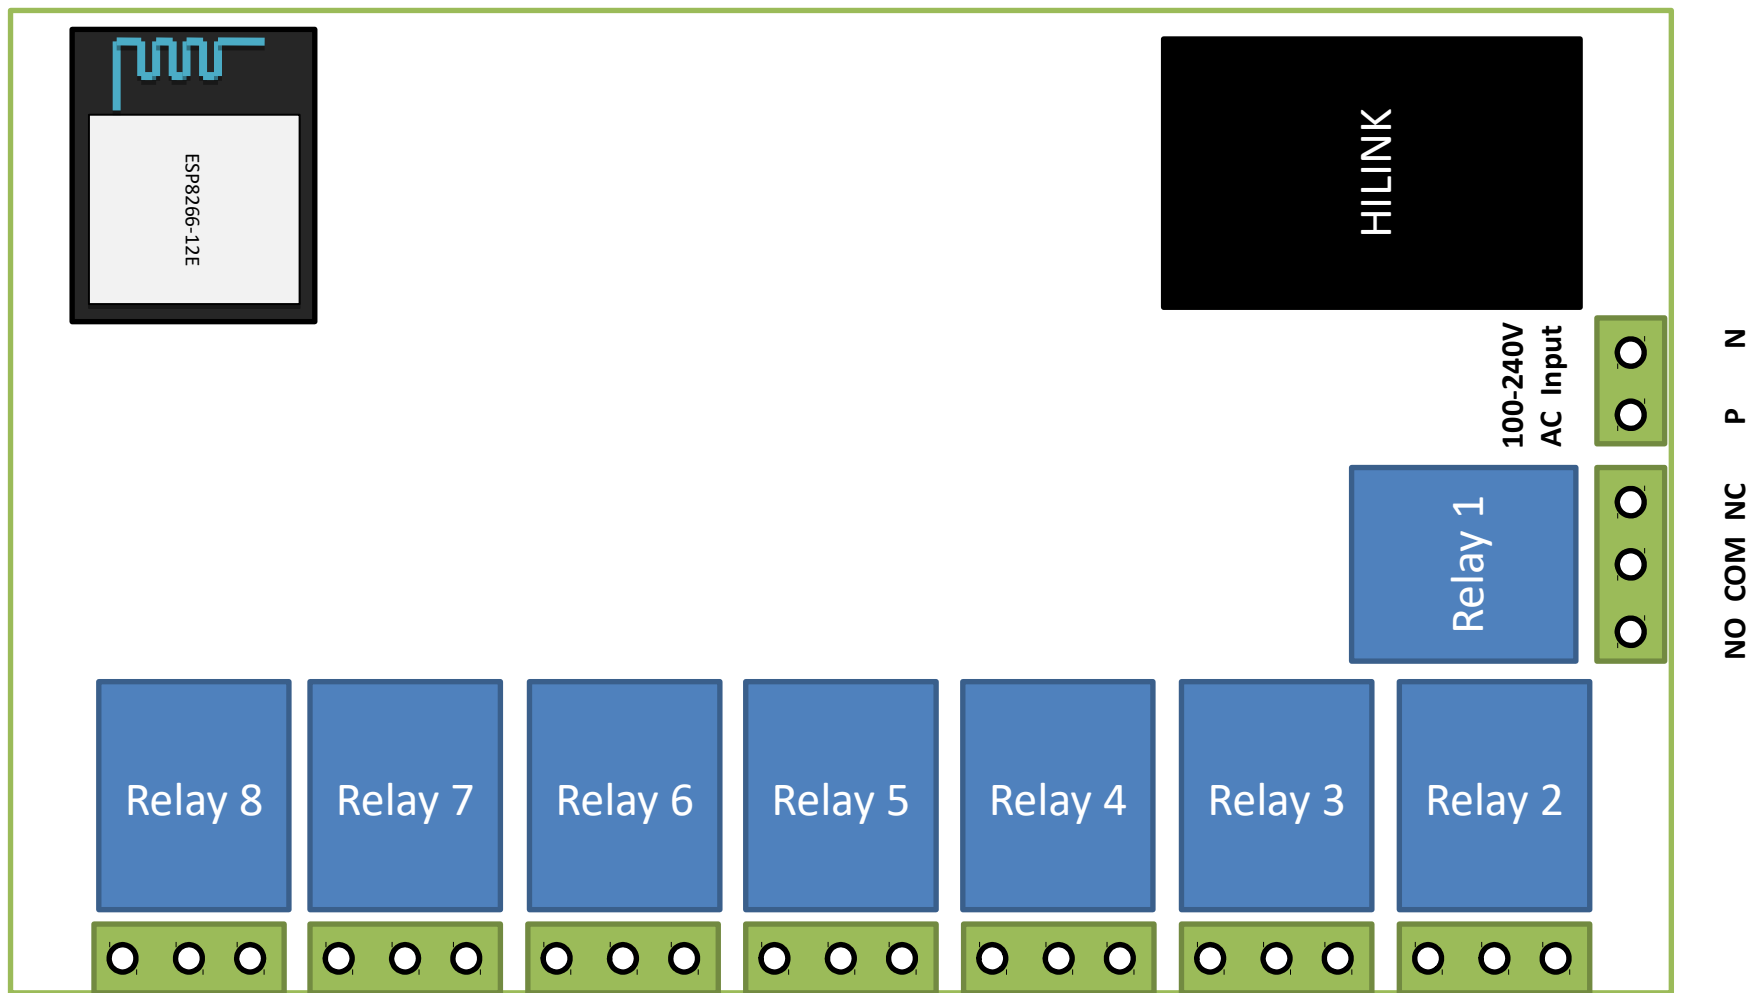 ESP8266-12E
HILINK
100-240V
AC Input
N
P
NC
COM
NO
Relay 1
Relay 8
Relay 7
Relay 6
Relay 5
Relay 4
Relay 3
Relay 2